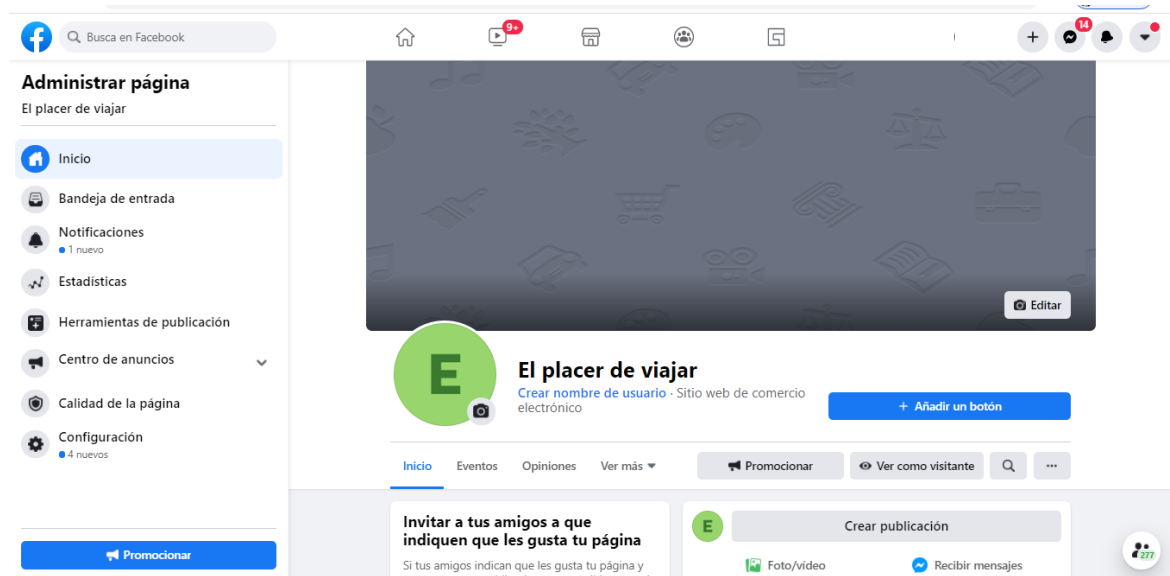 Busca en Facebook
9+
14
Administrar página
El placer de viajar
Inicio
Bandeja de entrada
Notificaciones
1 nuevo
Estadísticas
Herramientas de publicación
Centro de anuncios
Calidad de la página
Configuración
4 nuevos
Promocionar
Editar
E
El placer de viajar
Crear nombre de usuario · Sitio web de comercio
electrónico
+ Añadir un botón
Inicio Eventos Opiniones Ver más
Promocionar
Ver como visitante
Invitar a tus amigos a que
indiquen que les gusta tu página
Si tus amigos indican que les gusta tu página y
E
Crear publicación
Foto/video
Recibir mensajes
277